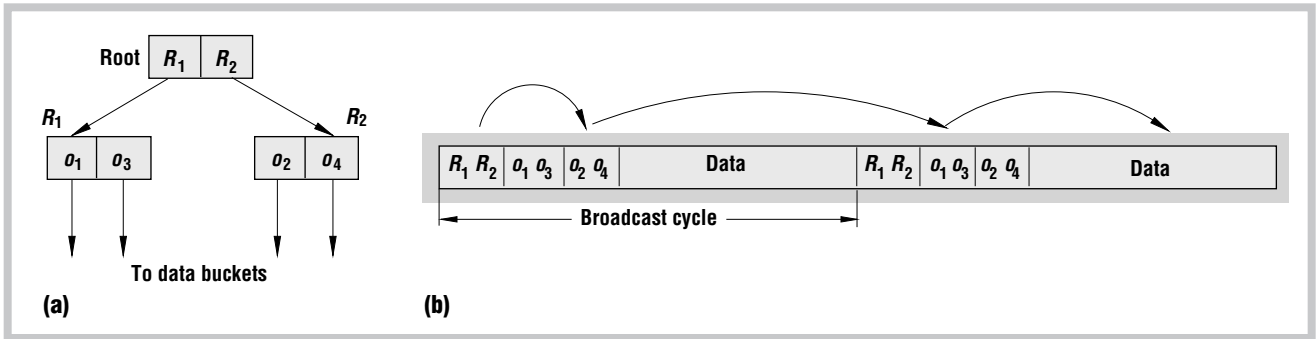 Root R1 R2
R1 R2
o1 o3 o2 o4
To data buckets
(a)
R1 R2 o1 o3 o2 o4 Data R1 R2 o1 o3 o2 o4 Data
Broadcast cycle
(b)